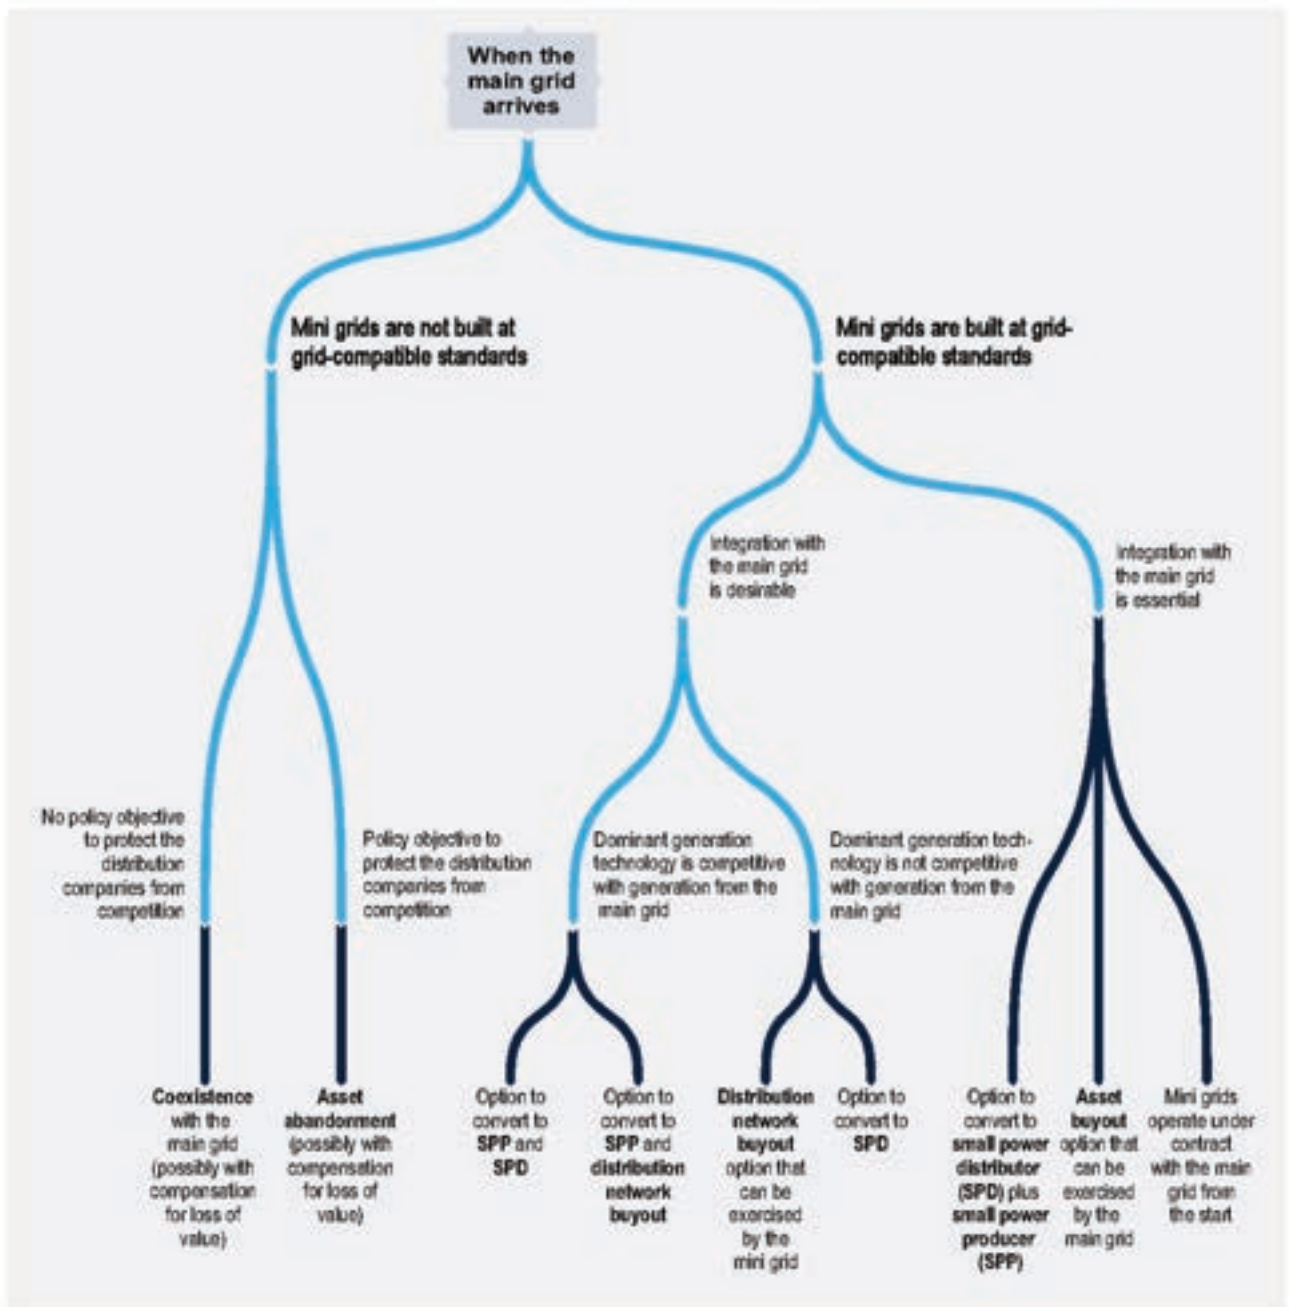 When the
main grid
arrives
Mini grids are not built at
grid-compatible standards
Mini grids are built at grid-
compatible standards
Integration with
the main grid
is desirable
Integration with
the main grid
is essential
No policy objective
to protect the
distribution
companies from
competition
Policy objective to
protect the distribution
companies from
competition
Dominant generation
technology is competitive
with generation from the
main grid
Dominant generation tech-
nology is not competitive
with generation from the
main grid
Coexistence
with the
main grid
(possibly with
compensation
for loss of
value)
Asset
abandonment
(possibly with
compensation
for loss of
value)
Option to
convert to
SPP and
SPD
Option to
convert to
SPP and
distribution
network
buyout
Distribution
network
buyout
option that
can be
exercised
by the
mini grid
Option to
convert to
SPD
Option to
convert to
small power
distributor
(SPD) plus
small power
producer
(SPP)
Asset
buyout
option that
can be
exercised
by the
main grid
Mini grids
operate under
contract
with the main
grid from
the start